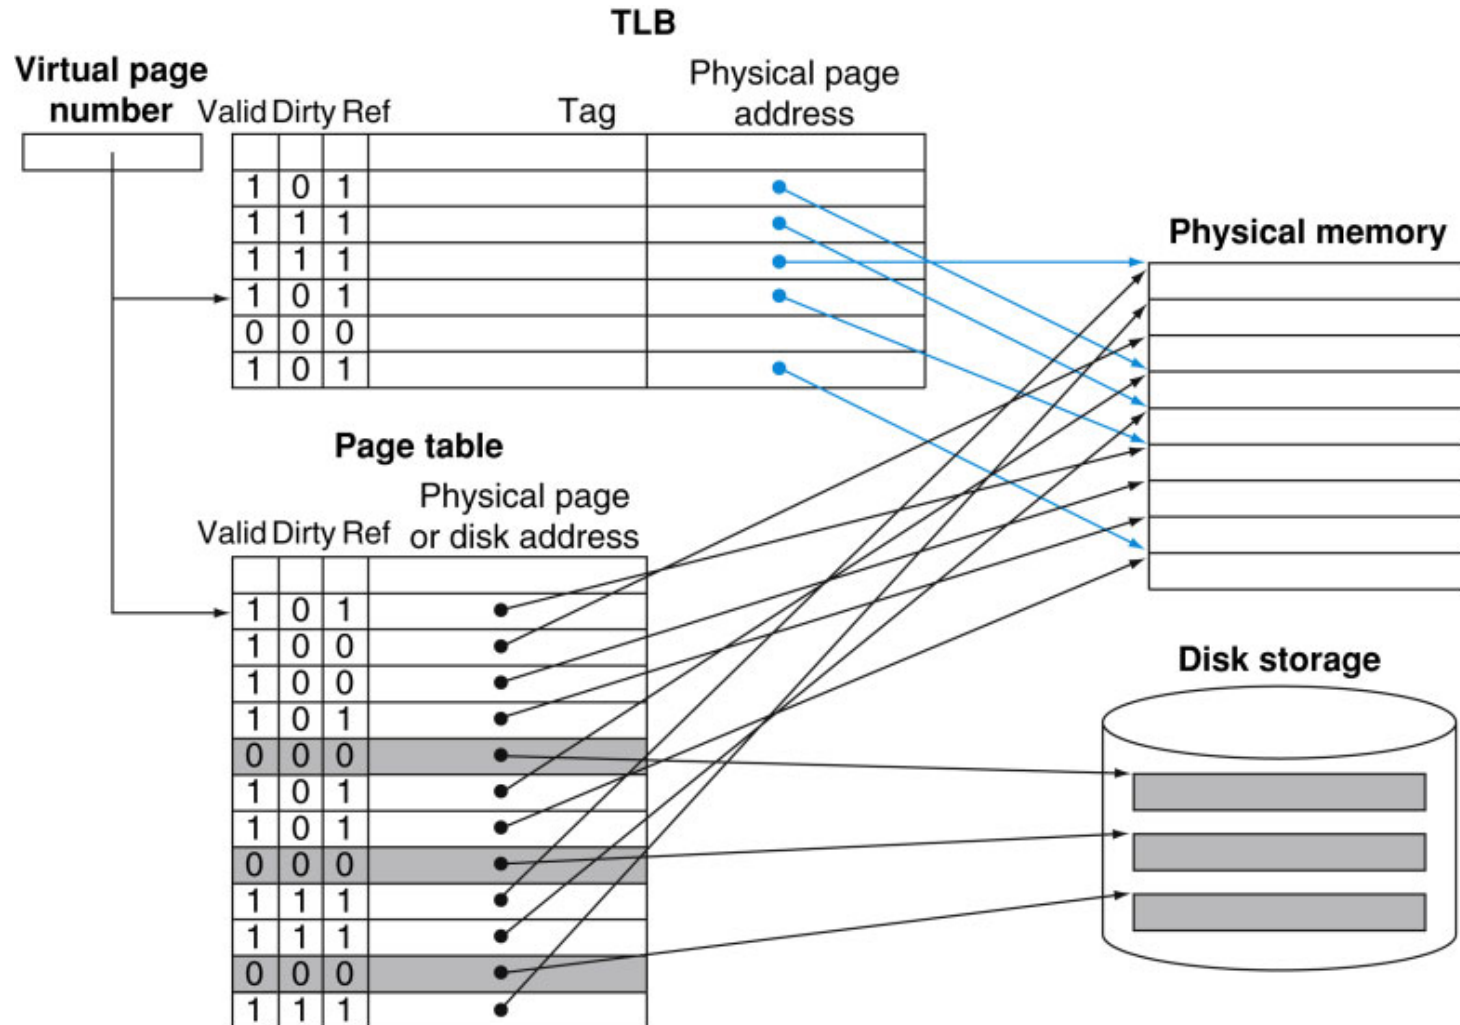 TLB
Virtual page
number
Valid Dirty Ref
Tag
Physical page
address
1 0 1
1 1 1
1 1 1
1 0 1
0 0 0
1 0 1
Physical memory
Page table
Physical page
or disk address
Valid Dirty Ref
1 0 1
1 0 0
1 0 0
1 0 1
0 0 0
1 0 1
1 0 1
0 0 0
1 1 1
1 1 1
0 0 0
1 1 1
Disk storage